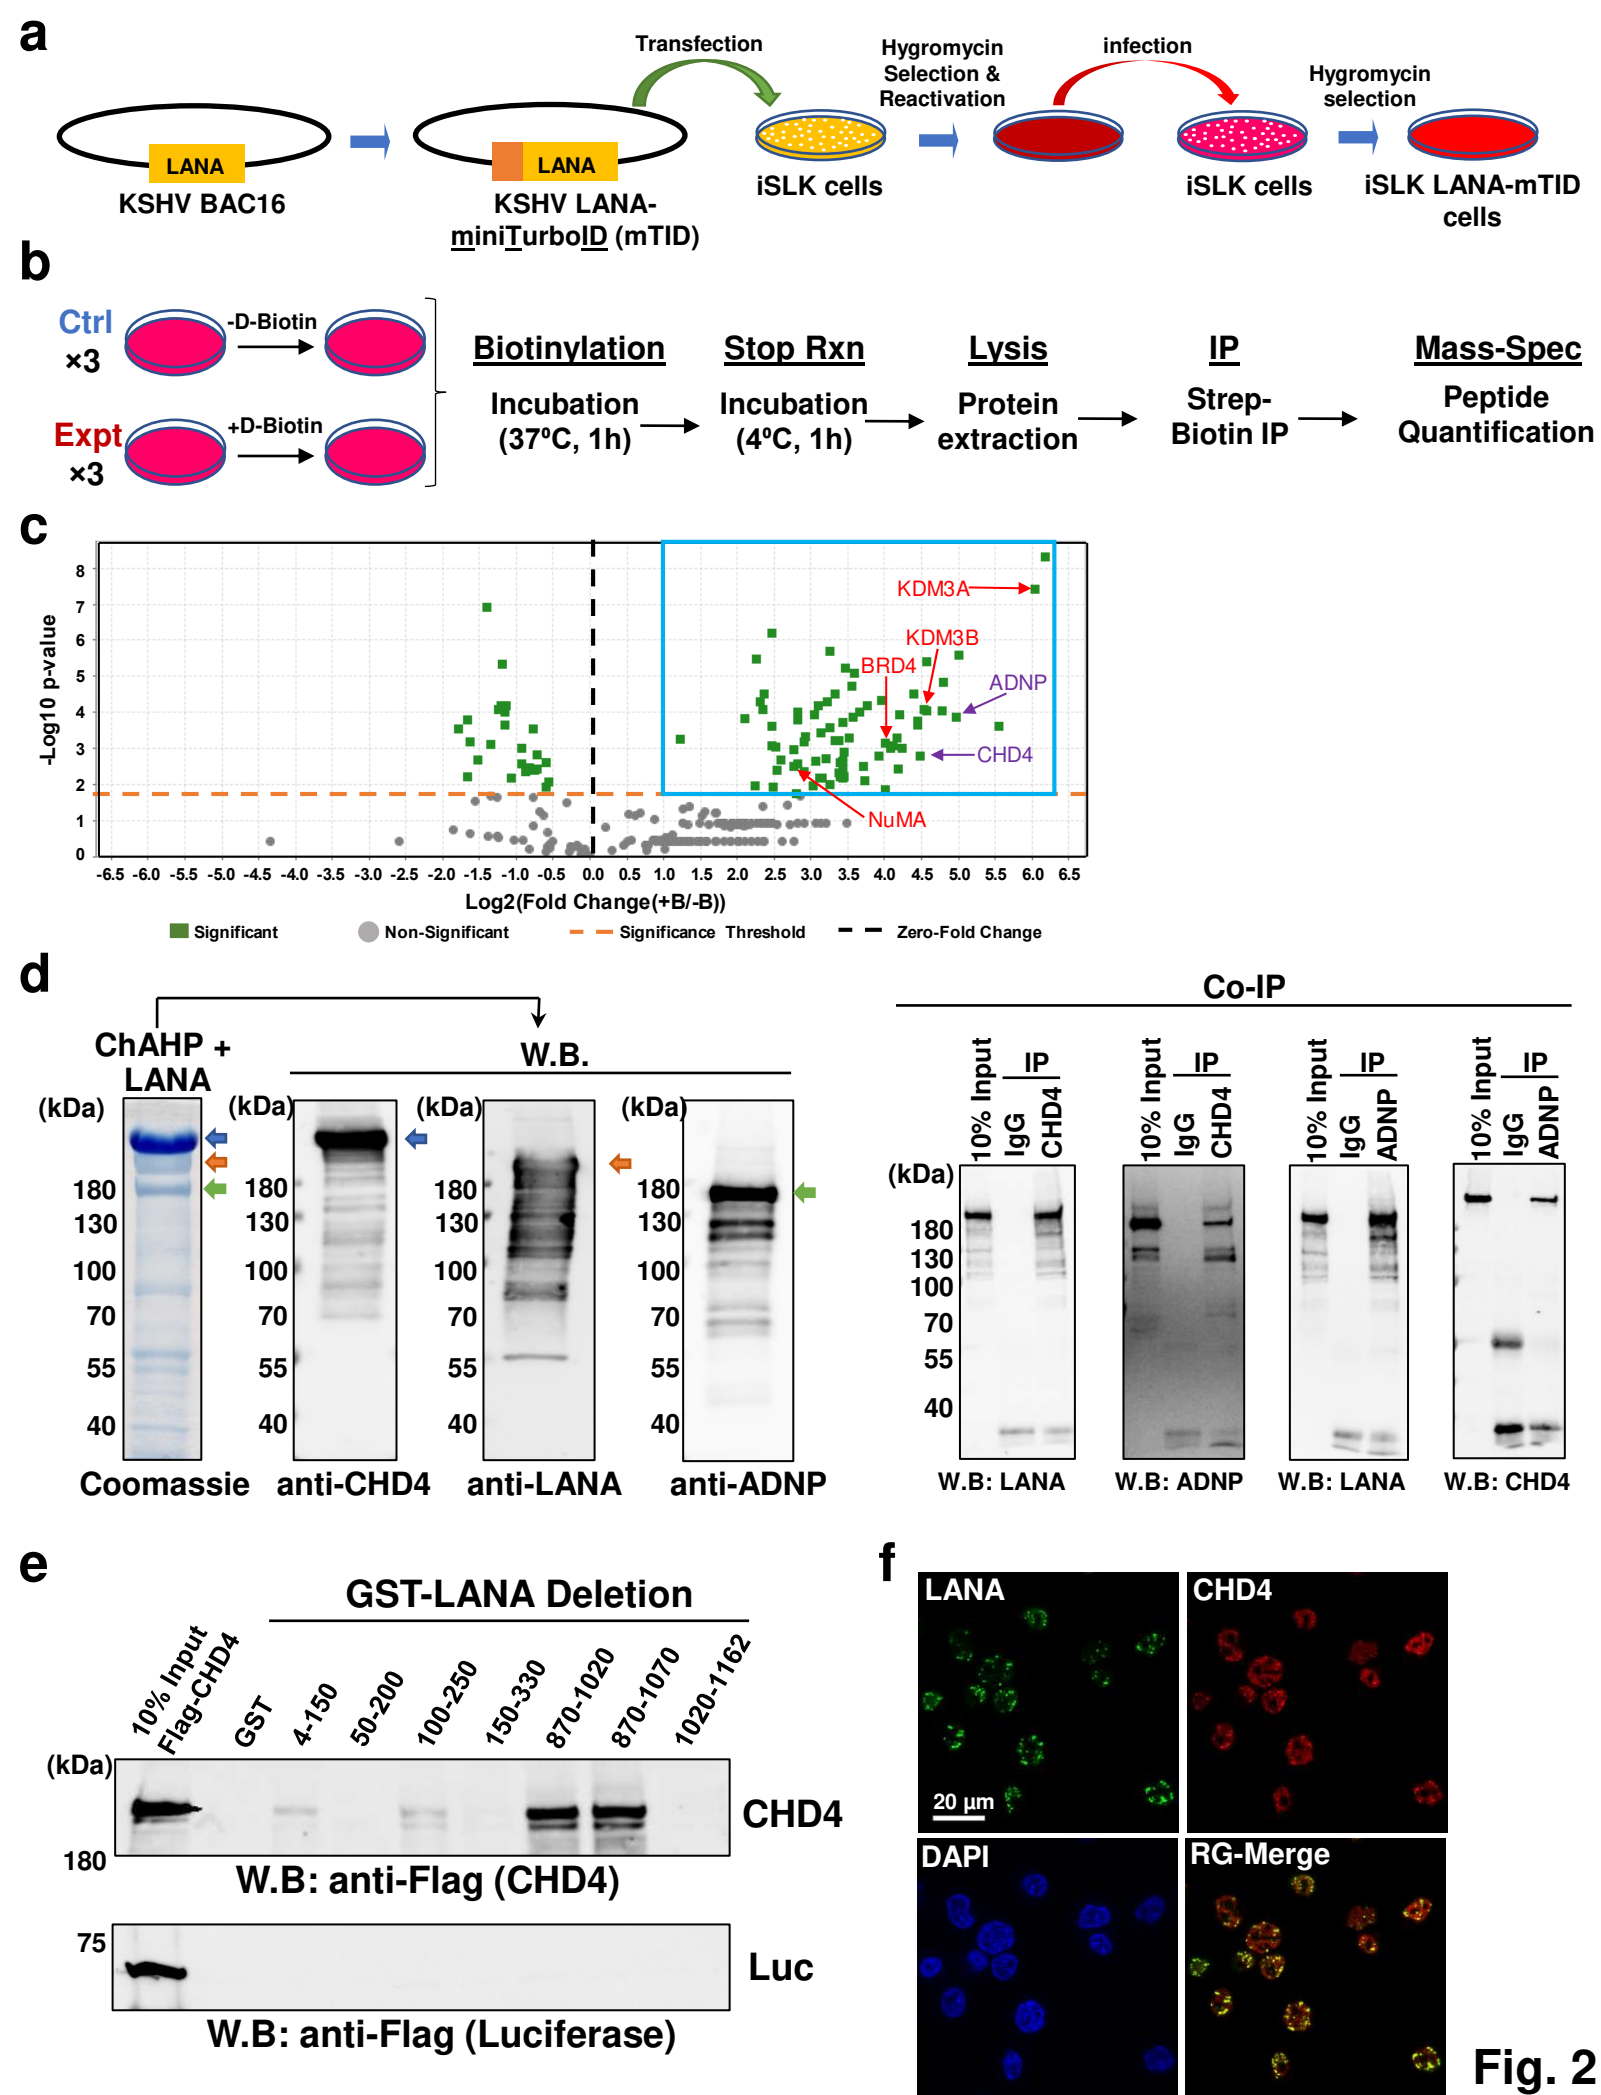 a
Transfection
Hygromycin
Selection &
Reactivation
infection
Hygromycin
selection
LANA
LANA
KSHV BAC16
KSHV LANA-
miniTurboID (mTID)
iSLK cells
iSLK cells
iSLK LANA-mTID
cells
b
Ctrl
×3
-D-Biotin
Expt
×3
+D-Biotin
Biotinylation
Incubation
(37ºC, 1h)
Stop Rxn
Incubation
(4ºC, 1h)
Lysis
Protein
extraction
IP
Strep-
Biotin IP
Mass-Spec
Peptide
Quantification
c
-Log10 p-value
8
7
6
5
4
3
2
1
0
KDM3A
KDM3B
BRD4
ADNP
CHD4
NuMA
-6.5 -6.0 -5.5 -5.0 -4.5 -4.0 -3.5 -3.0 -2.5 -2.0 -1.5 -1.0 -0.5 0.0 0.5 1.0 1.5 2.0 2.5 3.0 3.5 4.0 4.5 5.0 5.5 6.0 6.5
Log2(Fold Change(+B/-B))
Significant Non-Significant Significance Threshold Zero-Fold Change
d
ChAHP +
LANA
W.B.
(kDa)
180
130
100
70
55
40
Coomassie
(kDa)
180
130
100
70
55
40
anti-CHD4
(kDa)
180
130
100
70
55
40
anti-LANA
(kDa)
180
130
100
70
55
40
anti-ADNP
Co-IP
(kDa)
180
130
100
70
55
40
10% Input
IP
IgG
CHD4
W.B: LANA
10% Input
IP
IgG
CHD4
W.B: ADNP
10% Input
IP
IgG
ADNP
W.B: LANA
10% Input
IP
IgG
ADNP
W.B: CHD4
e
GST-LANA Deletion
10% Input
Flag-CHD4
GST
4-150
50-200
100-250
150-330
870-1020
870-1070
1020-1162
(kDa)
180
CHD4
W.B: anti-Flag (CHD4)
75
Luc
W.B: anti-Flag (Luciferase)
f
LANA
20 µm
CHD4
DAPI
RG-Merge
Fig. 2